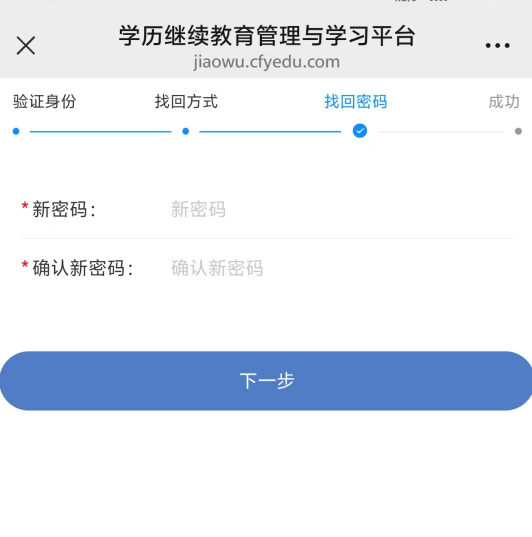 学历继续教育管理与学习平台
jiaowu.cfyedu.com
验证身份 找回方式 找回密码 成功
*新密码： 新密码
*确认新密码： 确认新密码
下一步